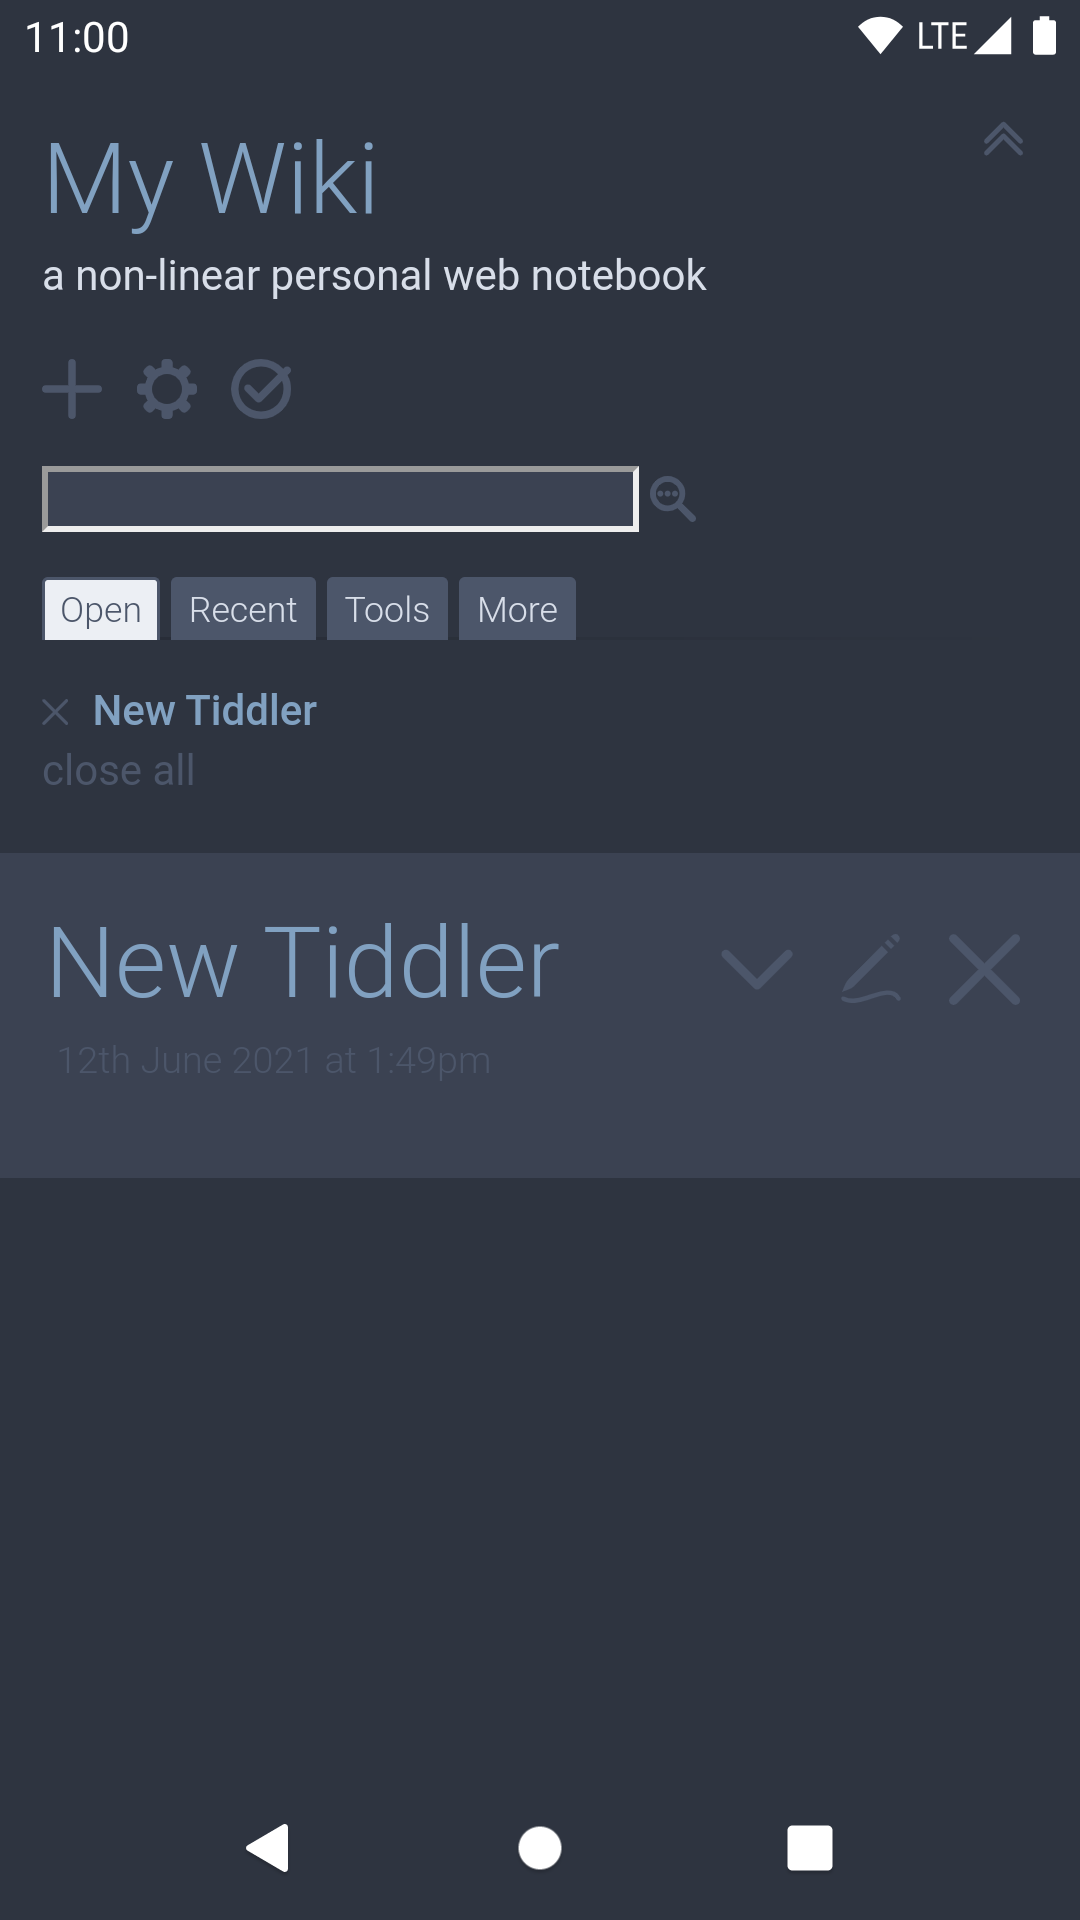 11:00
LTE
My Wiki
a non-linear personal web notebook
Open Recent Tools More
New Tiddler
close all
New Tiddler
12th June 2021 at 1:49pm